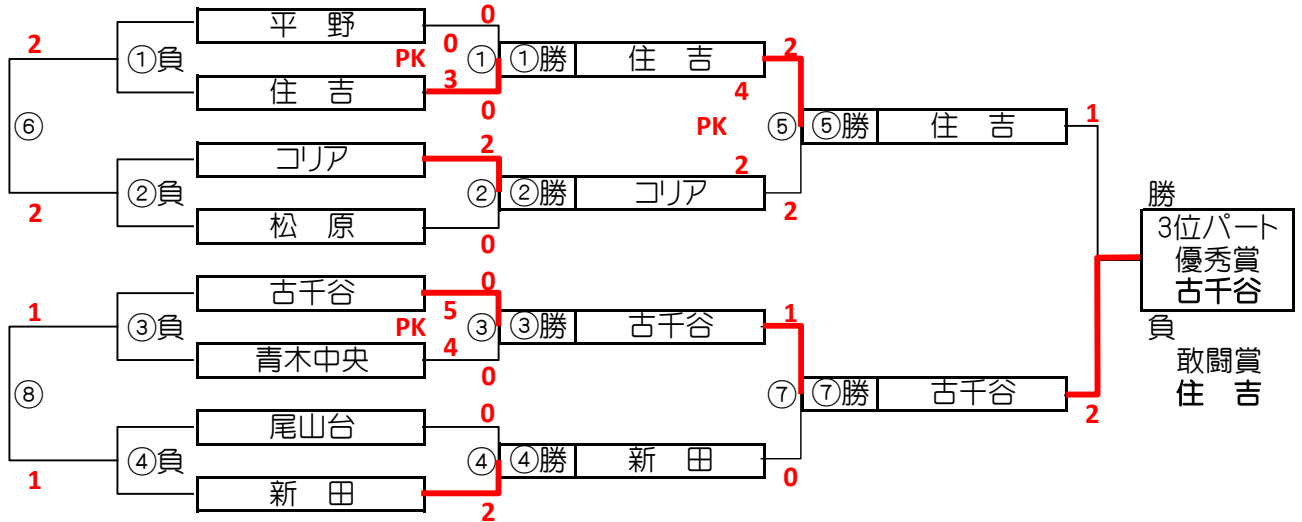 平 野 0
2 ①負 0 ① ①勝 住 吉 2
PK
住 吉 3 4
0
⑥ PK ⑤ ⑤勝 住 吉 1
コリア 2
②負 ② ②勝 コリア 2
2 松 原 2
0
勝
3位パート
優秀賞
古千谷
負
敢闘賞
住 吉
古千谷 0
1 ③負 5 ③ ③勝 古千谷 1
PK
青木中央 4
0
⑧ ⑦ ⑦勝 古千谷 2
尾山台 0
④負 ④ ④勝 新 田 0
1 新 田
2